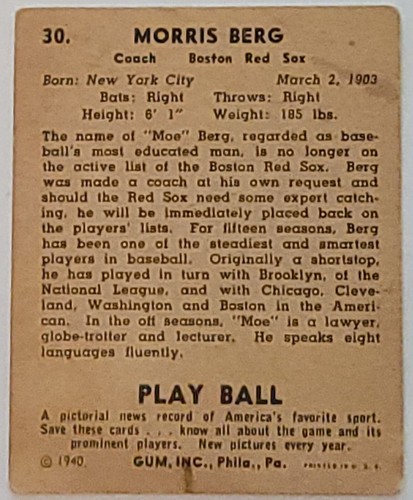 30. MORRIS BERG
Coach Boston Red Sox
Born: New York City March 2, 1903
Bats: Right Throws: Right
Height: 6' 1" Weight: 185 lbs.
The name of "Moe" Berg, regarded as base-
ball's most educated man, is no longer on
the active list of the Boston Red Sox. Berg
was made a coach at his own request and
should the Red Sox need some expert catch-
ing, he will be immediately placed back on
the players' lists. For fifteen seasons, Berg
has been one of the steadiest and smartest
players in baseball. Originally a shortstop,
he has played in turn with Brooklyn, of the
National League, and with Chicago, Cleve-
land, Washington and Boston in the Ameri-
can. In the off seasons, "Moe" is a lawyer,
globe-trotter and lecturer. He speaks eight
languages fluently.
PLAY BALL
A pictorial news record of America's favorite sport.
Save these cards . . . know all about the game and its
prominent players. New pictures every year.
© 1940. GUM, INC., Phila., Pa. PRINTED IN U. S. A.